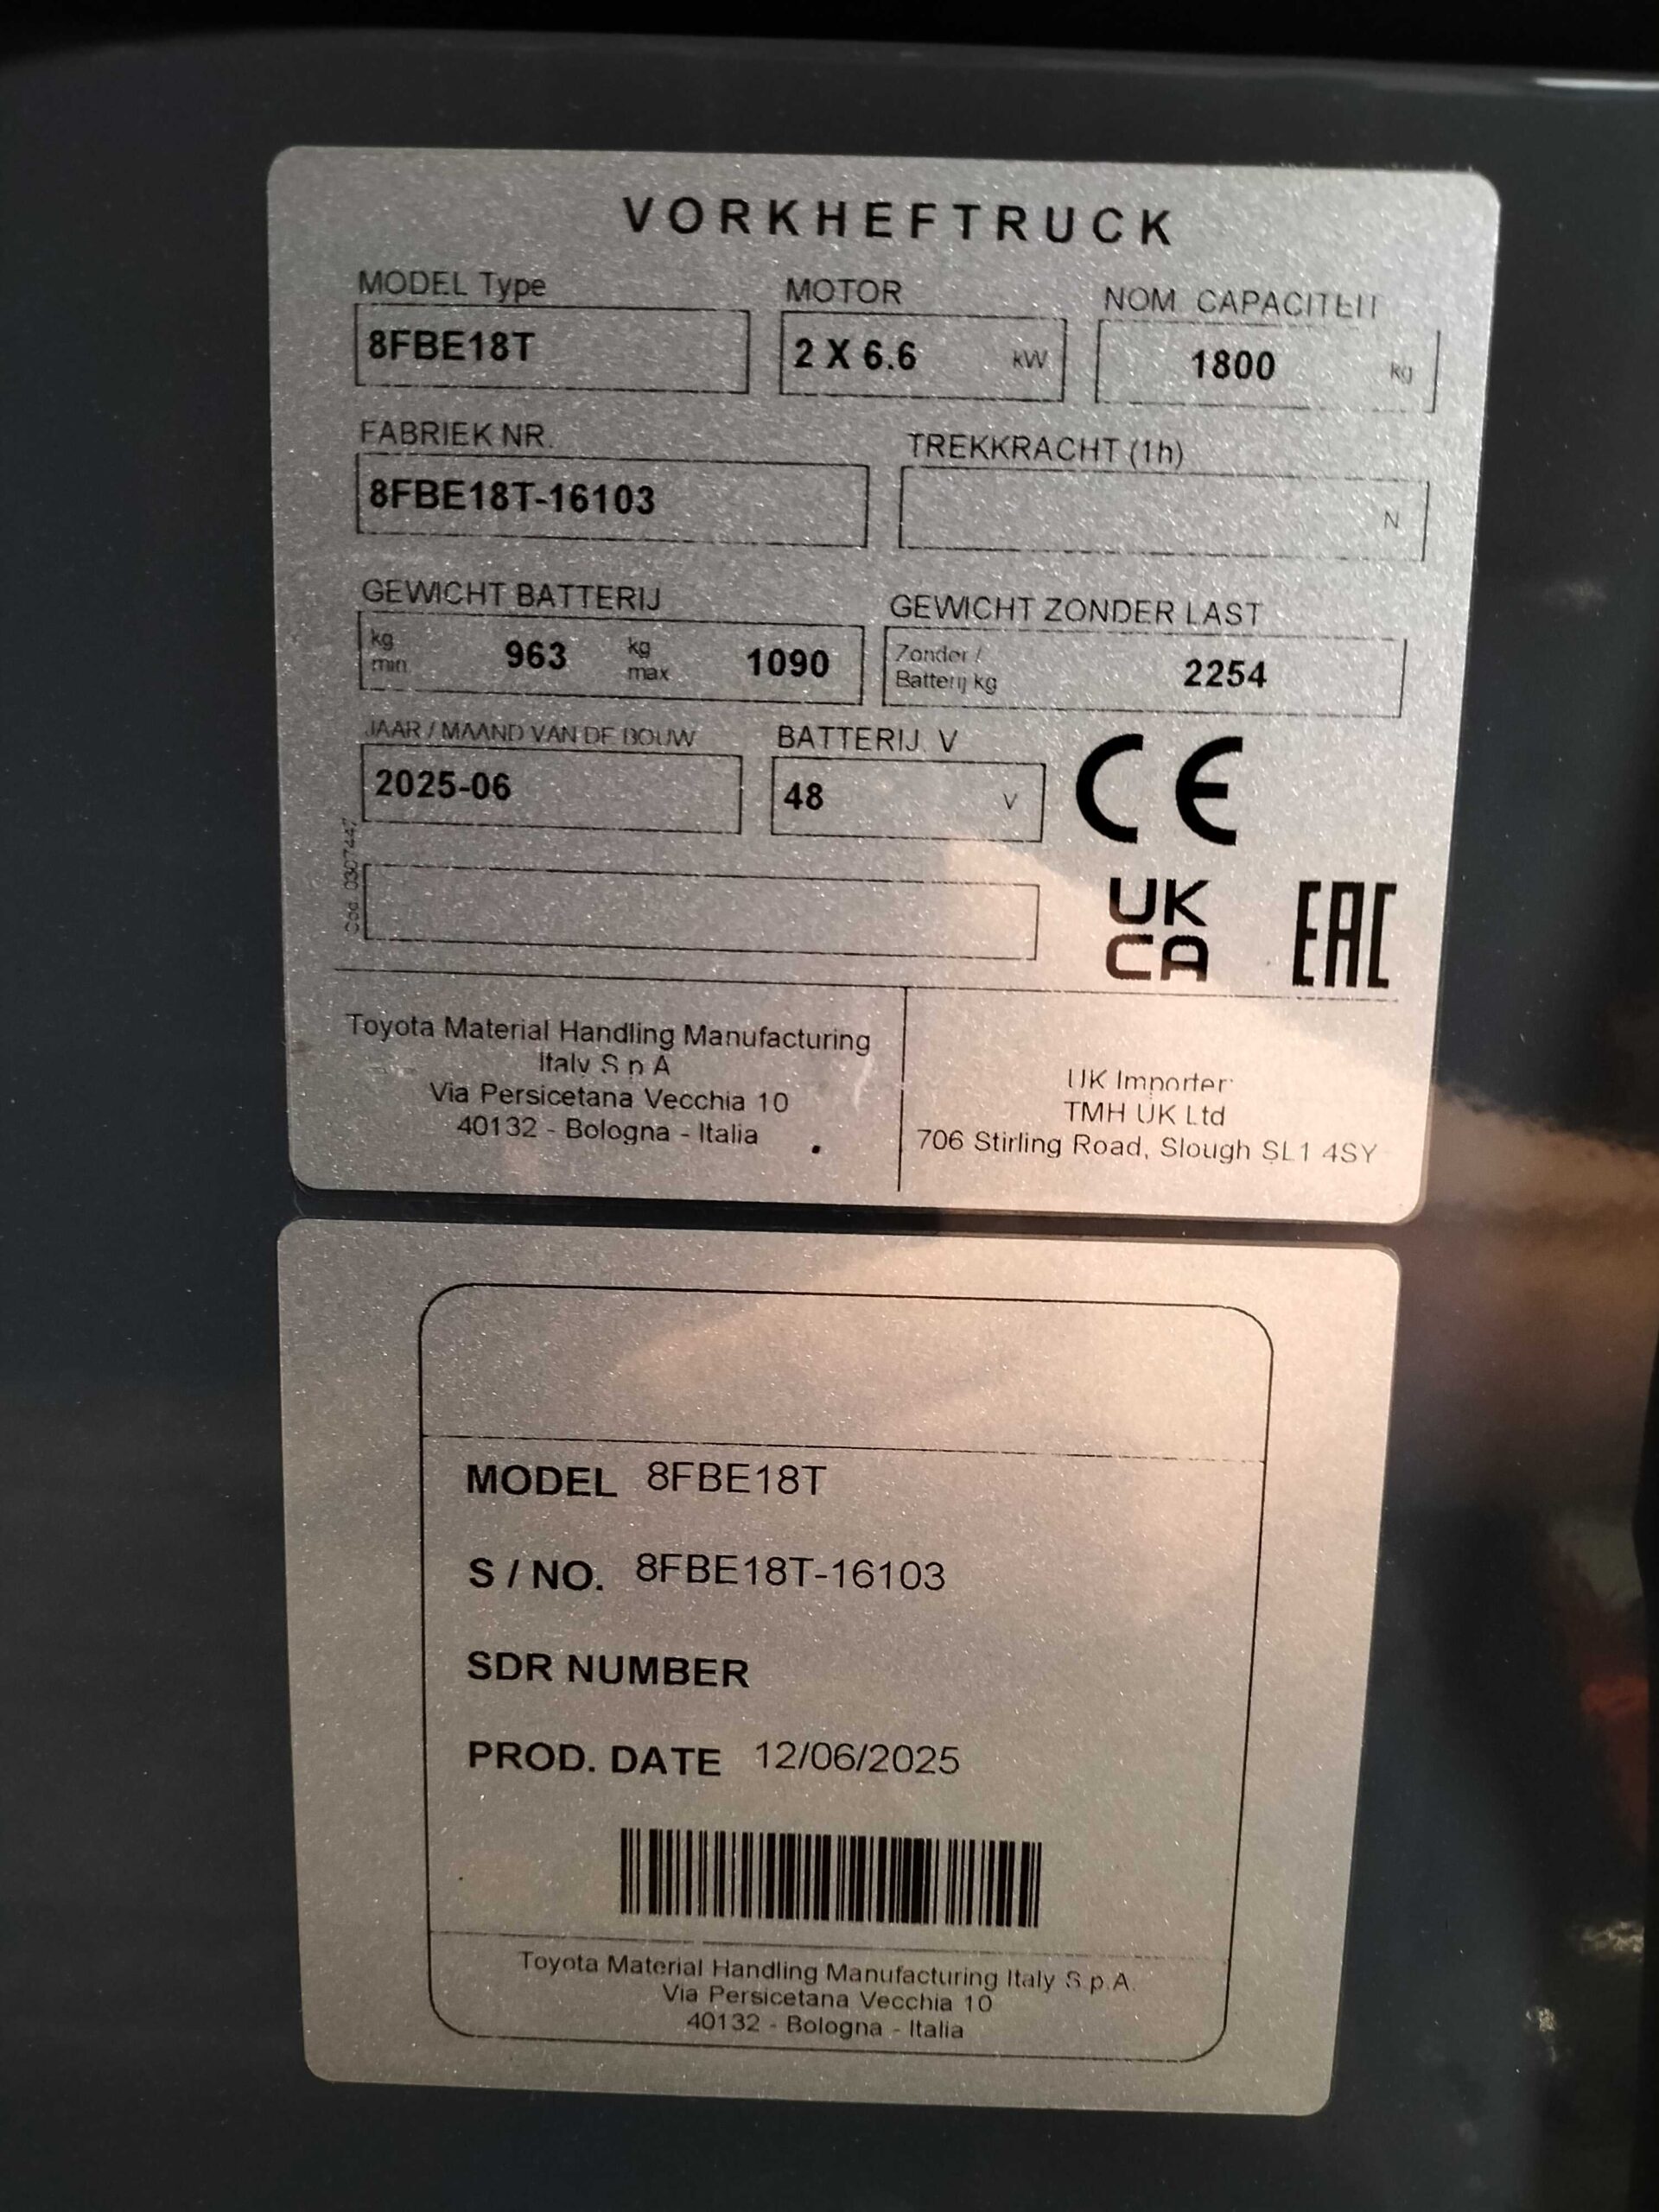 VORKHEFTRUCK
MODEL Type MOTOR NOM. CAPACITEIT
8FBE18T 2 X 6.6 kW 1800 kg
FABRIEK NR. TREKKRACHT (1h)
8FBE18T-16103 N
GEWICHT BATTERIJ GEWICHT ZONDER LAST
kg min 963 kg max 1090 Zonder / Batterij kg 2254
JAAR / MAAND VAN DE BOUW BATTERIJ. V
2025-06 48 V
CE
Cod. 0307447
UK
CA
EAC
Toyota Material Handling Manufacturing
Italy S.p.A
Via Persicetana Vecchia 10
40132 - Bologna - Italia
UK Importer:
TMH UK Ltd
706 Stirling Road, Slough SL1 4SY
MODEL 8FBE18T
S / NO. 8FBE18T-16103
SDR NUMBER
PROD. DATE 12/06/2025
Toyota Material Handling Manufacturing Italy S.p.A.
Via Persicetana Vecchia 10
40132 - Bologna - Italia